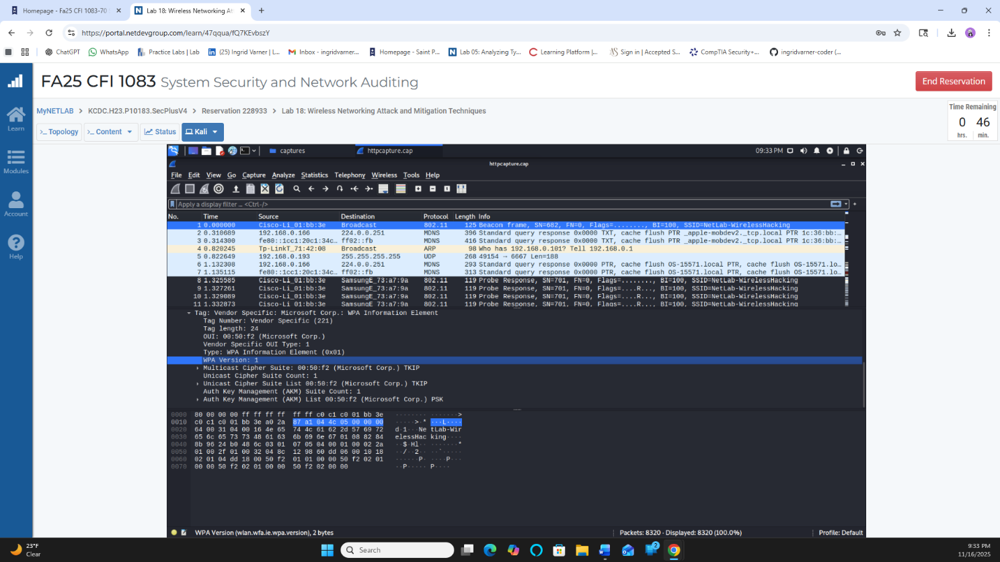 Homepage - Fa25 CFI 1083-70
Lab 18: Wireless Networking At
https://portal.netdevgroup.com/learn/47qqua/fQ7KEvbszY
ChatGPT
WhatsApp
Practice Labs | Lab
(25) Ingrid Varner | L...
Inbox - ingridvarner...
Homepage - Saint P...
Lab 05: Analyzing Ty...
Learning Platform |...
Sign in | Accepted S...
CompTIA Security+...
ingridvarner-coder (...
FA25 CFI 1083 System Security and Network Auditing
End Reservation
MyNETLAB > KCDC.H23.P10183.SecPlusV4 > Reservation 228933 > Lab 18: Wireless Networking Attack and Mitigation Techniques
Time Remaining
0 46
hrs. min.
>_ Topology
>_ Content
Status
Kali
Learn
Modules
Account
Help
captures
httpcapture.cap
09:33 PM
httpcapture.cap
File Edit View Go Capture Analyze Statistics Telephony Wireless Tools Help
Apply a display filter ... <Ctrl-/>
No. Time Source Destination Protocol Length Info
1 0.000000 Cisco-Li_01:bb:3e Broadcast 802.11 125 Beacon frame, SN=682, FN=0, Flags=........, BI=100, SSID=NetLab-WirelessHacking
2 0.310689 192.168.0.166 224.0.0.251 MDNS 396 Standard query response 0x0000 TXT, cache flush PTR _apple-mobdev2._tcp.local PTR 1c:36:bb:...
3 0.314300 fe80::1cc1:20c1:34c... ff02::fb MDNS 416 Standard query response 0x0000 TXT, cache flush PTR _apple-mobdev2._tcp.local PTR 1c:36:bb:...
4 0.820245 Tp-LinkT_71:42:08 Broadcast ARP 98 Who has 192.168.0.101? Tell 192.168.0.1
5 0.822649 192.168.0.193 255.255.255.255 UDP 268 49154 → 6667 Len=188
6 1.132308 192.168.0.166 224.0.0.251 MDNS 293 Standard query response 0x0000 PTR, cache flush OS-15571.local PTR, cache flush OS-15571.lo...
7 1.135115 fe80::1cc1:20c1:34c... ff02::fb MDNS 313 Standard query response 0x0000 PTR, cache flush OS-15571.local PTR, cache flush OS-15571.lo...
8 1.325585 Cisco-Li_01:bb:3e SamsungE_73:a7:9a 802.11 119 Probe Response, SN=701, FN=0, Flags=........, BI=100, SSID=NetLab-WirelessHacking
9 1.327261 Cisco-Li_01:bb:3e SamsungE_73:a7:9a 802.11 119 Probe Response, SN=701, FN=0, Flags=....R..., BI=100, SSID=NetLab-WirelessHacking
10 1.329089 Cisco-Li_01:bb:3e SamsungE_73:a7:9a 802.11 119 Probe Response, SN=701, FN=0, Flags=....R..., BI=100, SSID=NetLab-WirelessHacking
11 1.332873 Cisco-Li_01:bb:3e SamsungE_73:a7:9a 802.11 119 Probe Response, SN=701, FN=0, Flags=....R..., BI=100, SSID=NetLab-WirelessHacking
Tag: Vendor Specific: Microsoft Corp.: WPA Information Element
Tag Number: Vendor Specific (221)
Tag length: 24
OUI: 00:50:f2 (Microsoft Corp.)
Vendor Specific OUI Type: 1
Type: WPA Information Element (0x01)
WPA Version: 1
Multicast Cipher Suite: 00:50:f2 (Microsoft Corp.) TKIP
Unicast Cipher Suite Count: 1
Unicast Cipher Suite List 00:50:f2 (Microsoft Corp.) TKIP
Auth Key Management (AKM) Suite Count: 1
Auth Key Management (AKM) List 00:50:f2 (Microsoft Corp.) PSK
0000 80 00 00 00 ff ff ff ff ff ff c0 c1 c0 01 bb 3e ········ ·······>
0010 c0 c1 c0 01 bb 3e a0 2a 87 a1 04 4c 05 00 00 00 ·····>·* ···L····
0020 64 00 31 04 00 16 4e 65 74 4c 61 62 2d 57 69 72 d·1···Ne tLab-Wir
0030 65 6c 65 73 73 48 61 63 6b 69 6e 67 01 08 82 84 elessHac king····
0040 8b 96 24 b0 48 6c 03 01 07 05 04 00 01 00 02 2a ··$·Hl·· ·······*
0050 01 00 2f 01 00 32 04 8c 12 98 60 dd 06 00 10 18 ··/··2·· ··`·····
0060 02 01 04 dd 18 00 50 f2 01 01 00 00 50 f2 02 01 ······P· ····P···
0070 00 00 50 f2 02 01 00 00 50 f2 02 00 00 ··P····· P····
WPA Version (wlan.wfa.ie.wpa.version), 2 bytes
Packets: 8320 · Displayed: 8320 (100.0%)
Profile: Default
23°F
Clear
Search
2
9:33 PM
11/16/2025